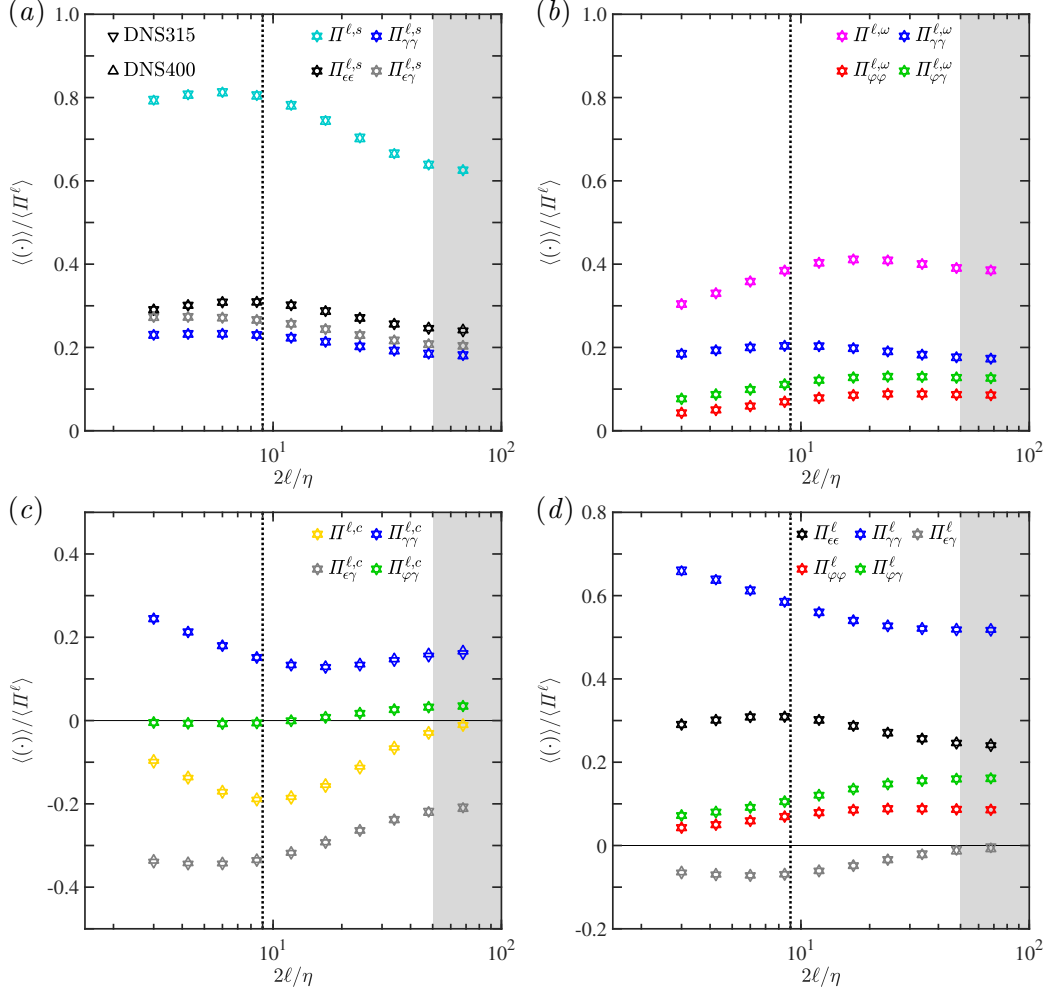 (a)
DNS315
DNS400
Π^{ℓ,s} Π^{ℓ,s}_{γγ}
Π^{ℓ,s}_{ϵϵ} Π^{ℓ,s}_{ϵγ}
⟨(·)⟩/⟨Π^ℓ⟩
1.0
0.8
0.6
0.4
0.2
0
10^1
10^2
2ℓ/η
(b)
Π^{ℓ,ω} Π^{ℓ,ω}_{γγ}
Π^{ℓ,ω}_{φφ} Π^{ℓ,ω}_{φγ}
⟨(·)⟩/⟨Π^ℓ⟩
1.0
0.8
0.6
0.4
0.2
0
10^1
10^2
2ℓ/η
(c)
Π^{ℓ,c} Π^{ℓ,c}_{γγ}
Π^{ℓ,c}_{ϵγ} Π^{ℓ,c}_{φγ}
⟨(·)⟩/⟨Π^ℓ⟩
0.4
0.2
0
-0.2
-0.4
10^1
10^2
2ℓ/η
(d)
Π^ℓ_{ϵϵ} Π^ℓ_{γγ} Π^ℓ_{ϵγ}
Π^ℓ_{φφ} Π^ℓ_{φγ}
⟨(·)⟩/⟨Π^ℓ⟩
0.8
0.6
0.4
0.2
0
-0.2
10^1
10^2
2ℓ/η